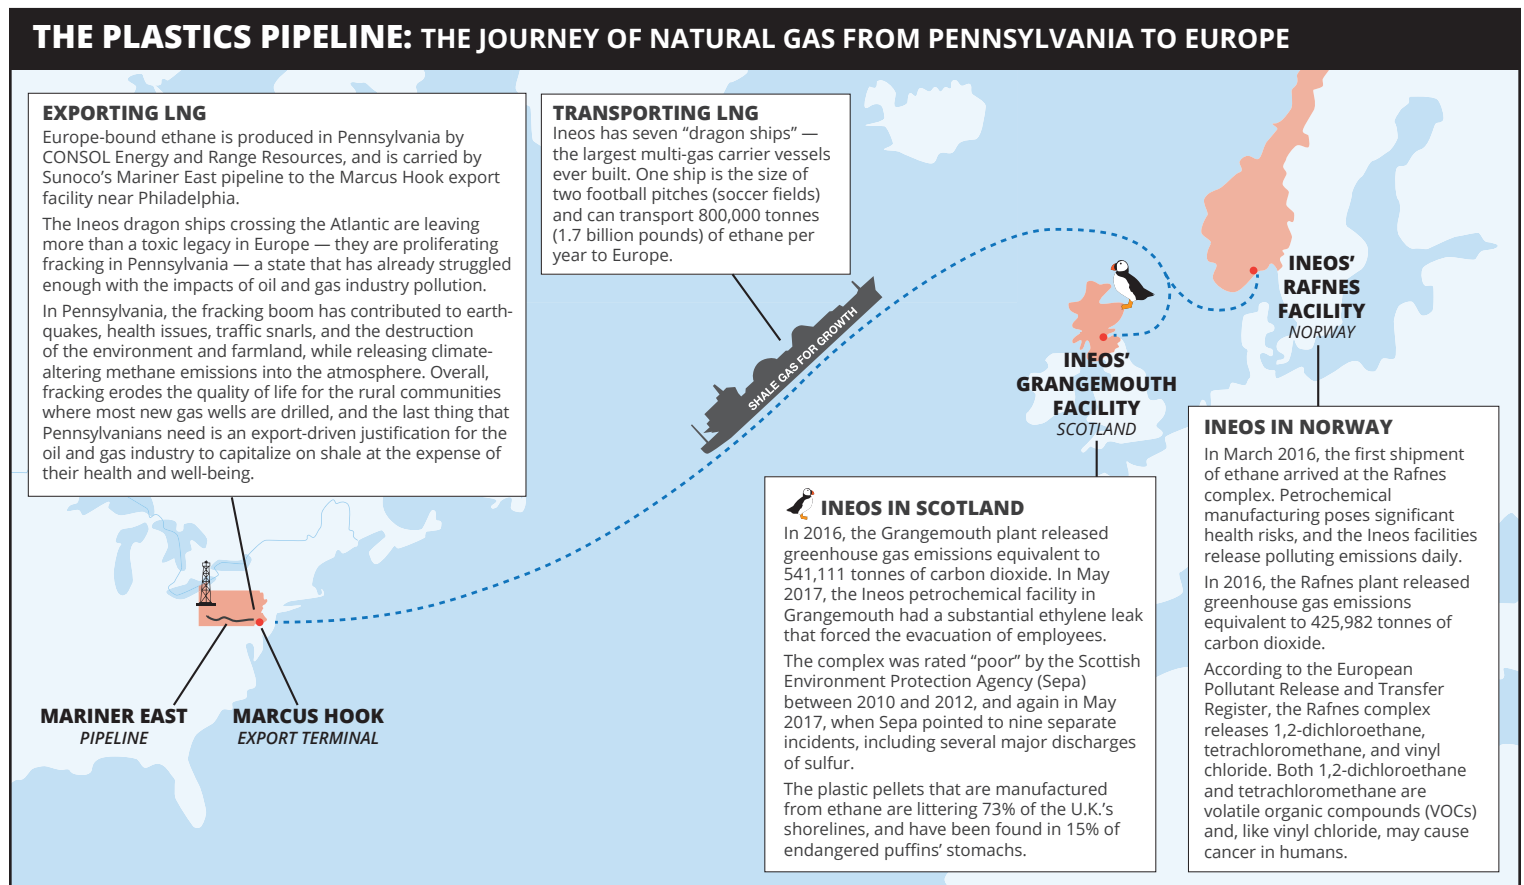 THE PLASTICS PIPELINE: THE JOURNEY OF NATURAL GAS FROM PENNSYLVANIA TO EUROPE
EXPORTING LNG
Europe-bound ethane is produced in Pennsylvania by
CONSOL Energy and Range Resources, and is carried by
Sunoco's Mariner East pipeline to the Marcus Hook export
facility near Philadelphia.
The Ineos dragon ships crossing the Atlantic are leaving
more than a toxic legacy in Europe — they are proliferating
fracking in Pennsylvania — a state that has already struggled
enough with the impacts of oil and gas industry pollution.
In Pennsylvania, the fracking boom has contributed to earth-
quakes, health issues, traffic snarls, and the destruction
of the environment and farmland, while releasing climate-
altering methane emissions into the atmosphere. Overall,
fracking erodes the quality of life for the rural communities
where most new gas wells are drilled, and the last thing that
Pennsylvanians need is an export-driven justification for the
oil and gas industry to capitalize on shale at the expense of
their health and well-being.
TRANSPORTING LNG
Ineos has seven “dragon ships” —
the largest multi-gas carrier vessels
ever built. One ship is the size of
two football pitches (soccer fields)
and can transport 800,000 tonnes
(1.7 billion pounds) of ethane per
year to Europe.
SHALE GAS FOR GROWTH
INEOS'
RAFNES
FACILITY
NORWAY
INEOS'
GRANGEMOUTH
FACILITY
SCOTLAND
MARINER EAST
PIPELINE
MARCUS HOOK
EXPORT TERMINAL
INEOS IN SCOTLAND
In 2016, the Grangemouth plant released
greenhouse gas emissions equivalent to
541,111 tonnes of carbon dioxide. In May
2017, the Ineos petrochemical facility in
Grangemouth had a substantial ethylene leak
that forced the evacuation of employees.
The complex was rated “poor” by the Scottish
Environment Protection Agency (Sepa)
between 2010 and 2012, and again in May
2017, when Sepa pointed to nine separate
incidents, including several major discharges
of sulfur.
The plastic pellets that are manufactured
from ethane are littering 73% of the U.K.'s
shorelines, and have been found in 15% of
endangered puffins' stomachs.
INEOS IN NORWAY
In March 2016, the first shipment
of ethane arrived at the Rafnes
complex. Petrochemical
manufacturing poses significant
health risks, and the Ineos facilities
release polluting emissions daily.
In 2016, the Rafnes plant released
greenhouse gas emissions
equivalent to 425,982 tonnes of
carbon dioxide.
According to the European
Pollutant Release and Transfer
Register, the Rafnes complex
releases 1,2-dichloroethane,
tetrachloromethane, and vinyl
chloride. Both 1,2-dichloroethane
and tetrachloromethane are
volatile organic compounds (VOCs)
and, like vinyl chloride, may cause
cancer in humans.